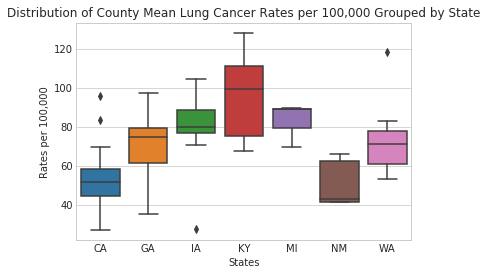 Distribution of County Mean Lung Cancer Rates per 100,000 Grouped by State
120
100
80
60
40
Rates per 100,000
CA GA IA KY MI NM WA
States